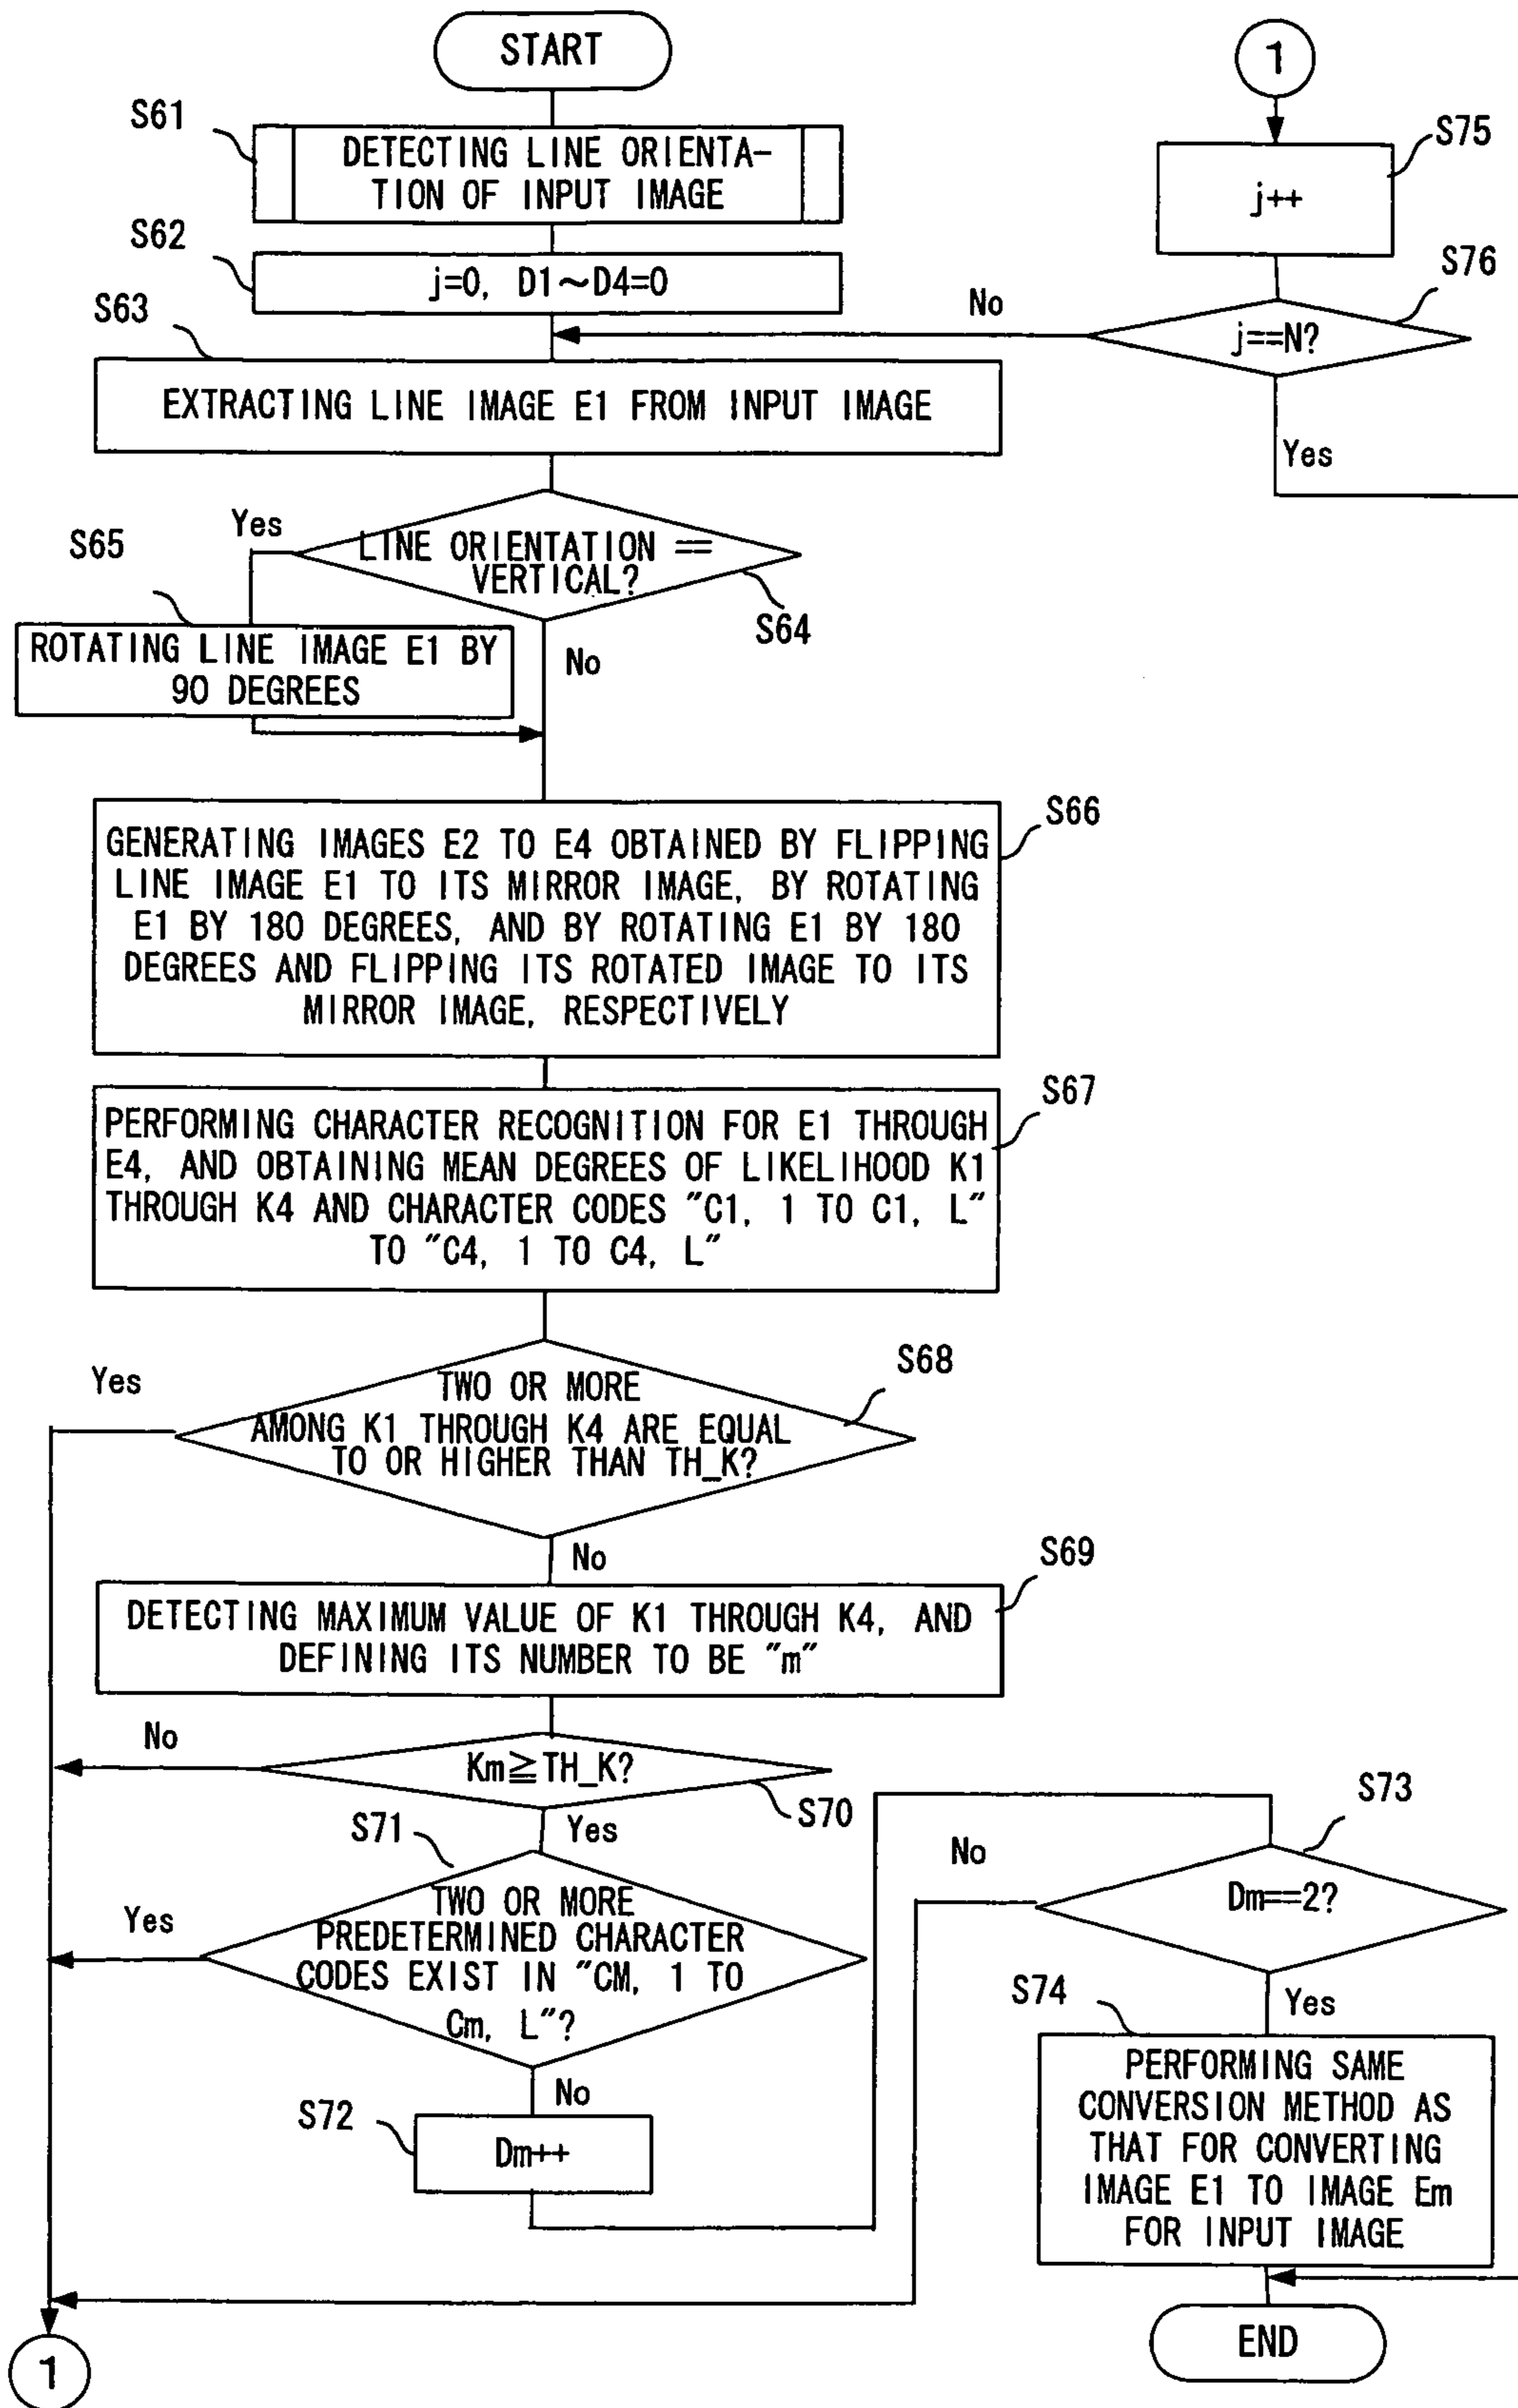 START
S61
DETECTING LINE ORIENTA-
TION OF INPUT IMAGE
S62
j=0, D1～D4=0
S63
EXTRACTING LINE IMAGE E1 FROM INPUT IMAGE
Yes
LINE ORIENTATION ==
VERTICAL?
S64
No
S65
ROTATING LINE IMAGE E1 BY
90 DEGREES
S66
GENERATING IMAGES E2 TO E4 OBTAINED BY FLIPPING
LINE IMAGE E1 TO ITS MIRROR IMAGE, BY ROTATING
E1 BY 180 DEGREES, AND BY ROTATING E1 BY 180
DEGREES AND FLIPPING ITS ROTATED IMAGE TO ITS
MIRROR IMAGE, RESPECTIVELY
S67
PERFORMING CHARACTER RECOGNITION FOR E1 THROUGH
E4, AND OBTAINING MEAN DEGREES OF LIKELIHOOD K1
THROUGH K4 AND CHARACTER CODES "C1, 1 TO C1, L"
TO "C4, 1 TO C4, L"
S68
Yes
TWO OR MORE
AMONG K1 THROUGH K4 ARE EQUAL
TO OR HIGHER THAN TH_K?
No
S69
DETECTING MAXIMUM VALUE OF K1 THROUGH K4, AND
DEFINING ITS NUMBER TO BE "m"
No
Km≧TH_K?
S70
Yes
S71
Yes
TWO OR MORE
PREDETERMINED CHARACTER
CODES EXIST IN "CM, 1 TO
Cm, L"?
No
S72
Dm++
1
S73
No
Dm==2?
Yes
S74
PERFORMING SAME
CONVERSION METHOD AS
THAT FOR CONVERTING
IMAGE E1 TO IMAGE Em
FOR INPUT IMAGE
END
1
S75
j++
S76
No
j==N?
Yes